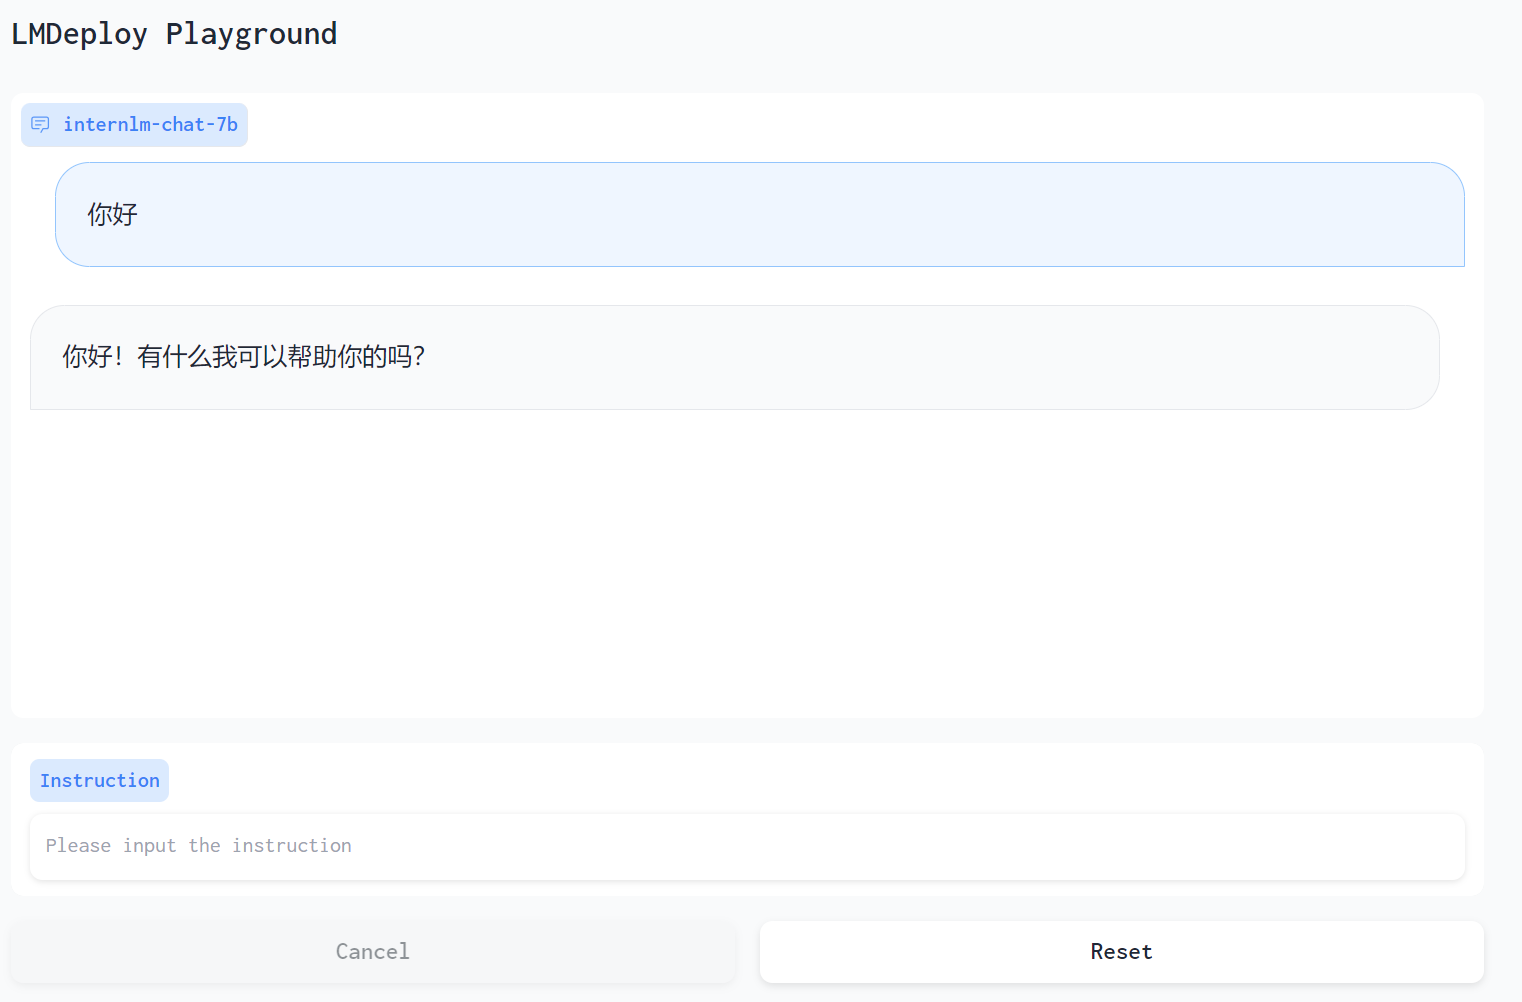 LMDeploy Playground
internlm-chat-7b
你好
你好！有什么我可以帮助你的吗？
Instruction
Please input the instruction
Cancel
Reset